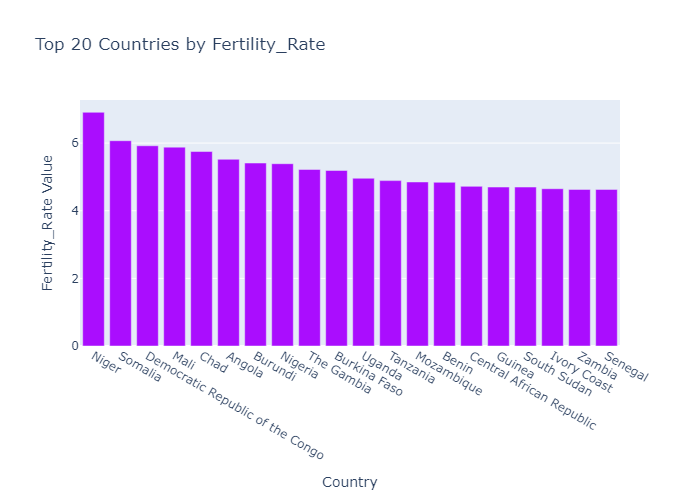 Top 20 Countries by Fertility_Rate
Fertility_Rate Value
6
4
2
0
Niger
Somalia
Democratic Republic of the Congo
Mali
Chad
Angola
Burundi
Nigeria
The Gambia
Burkina Faso
Uganda
Tanzania
Mozambique
Benin
Central African Republic
Guinea
South Sudan
Ivory Coast
Zambia
Senegal
Country